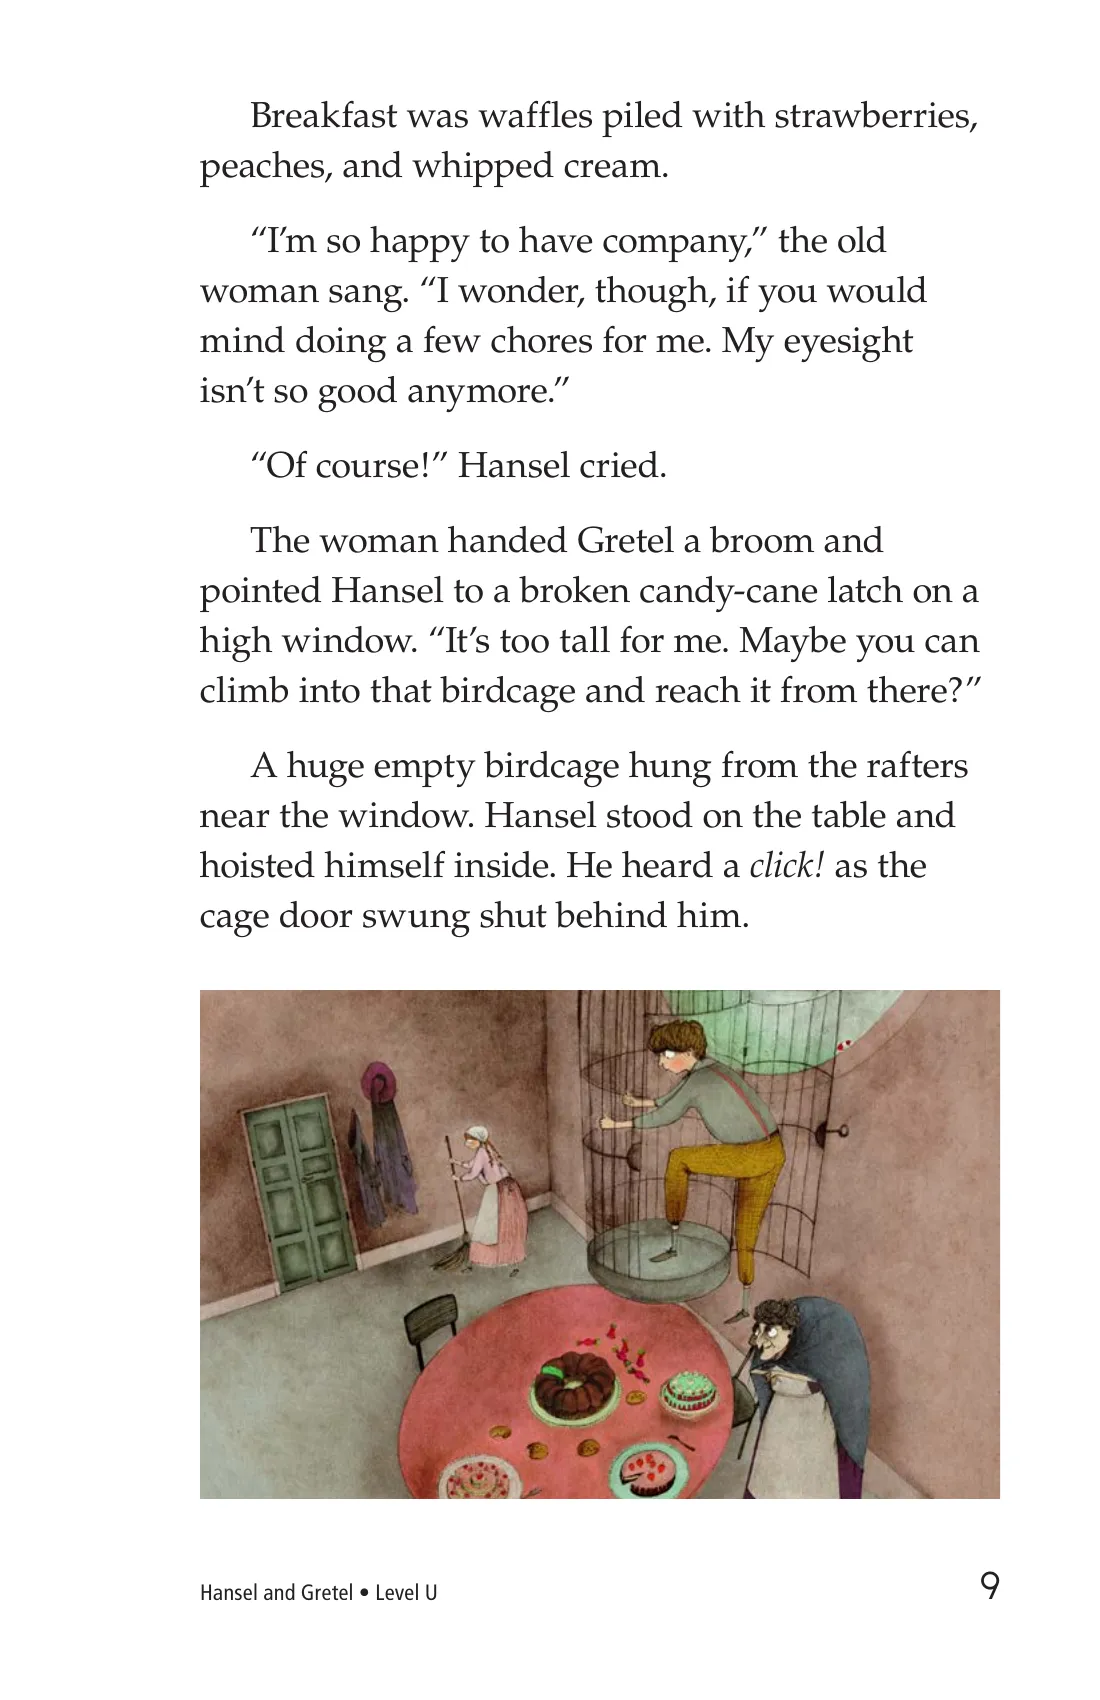 Breakfast was waffles piled with strawberries,
peaches, and whipped cream.
“I’m so happy to have company,” the old
woman sang. “I wonder, though, if you would
mind doing a few chores for me. My eyesight
isn’t so good anymore.”
“Of course!” Hansel cried.
The woman handed Gretel a broom and
pointed Hansel to a broken candy-cane latch on a
high window. “It’s too tall for me. Maybe you can
climb into that birdcage and reach it from there?”
A huge empty birdcage hung from the rafters
near the window. Hansel stood on the table and
hoisted himself inside. He heard a click! as the
cage door swung shut behind him.
Hansel and Gretel • Level U
9